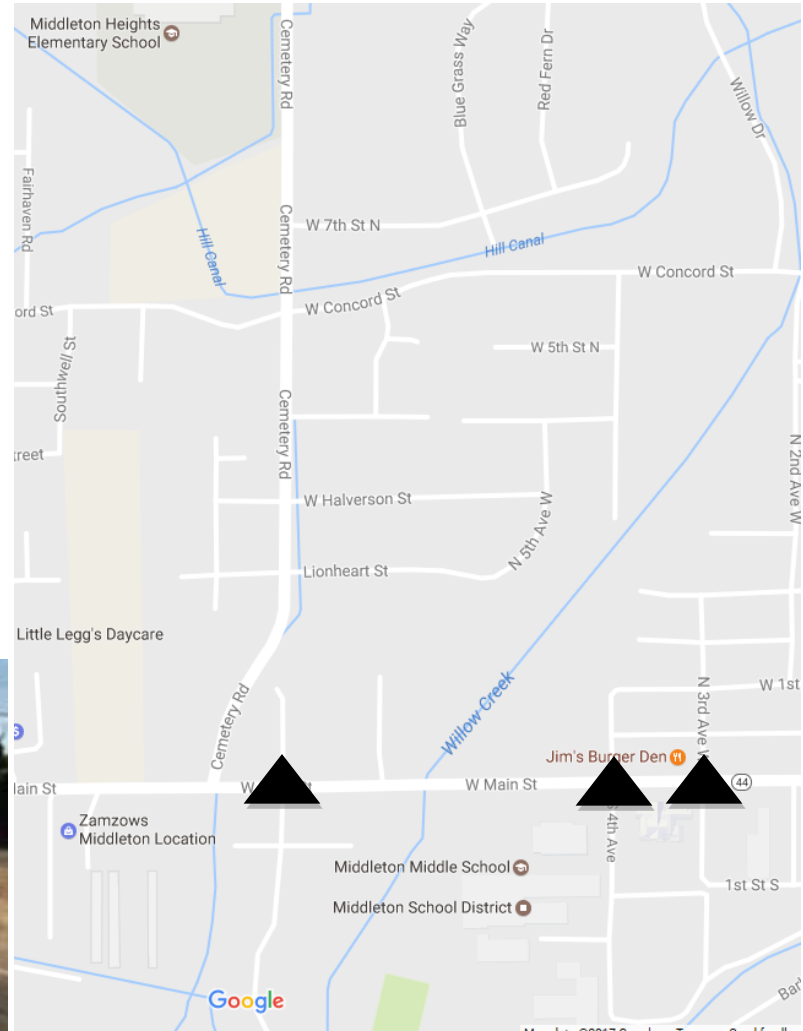 Middleton Heights
Elementary School
Cemetery Rd
Blue Grass Way
Red Fern Dr
Willow Dr
Fairhaven Rd
Hill Canal
Cemetery Rd
W 7th St N
Hill Canal
W Concord St
W Concord St
ord St
W 5th St N
Southwell St
Cemetery Rd
treet
N 2nd Ave W
W Halverson St
N 5th Ave W
Lionheart St
Little Legg's Daycare
Cemetery Rd
Willow Creek
N 3rd Ave W
W 1st
Jim's Burger Den
44
W Main St
Zamzows
Middleton Location
4th Ave
Middleton Middle School
1st St S
Middleton School District
Google